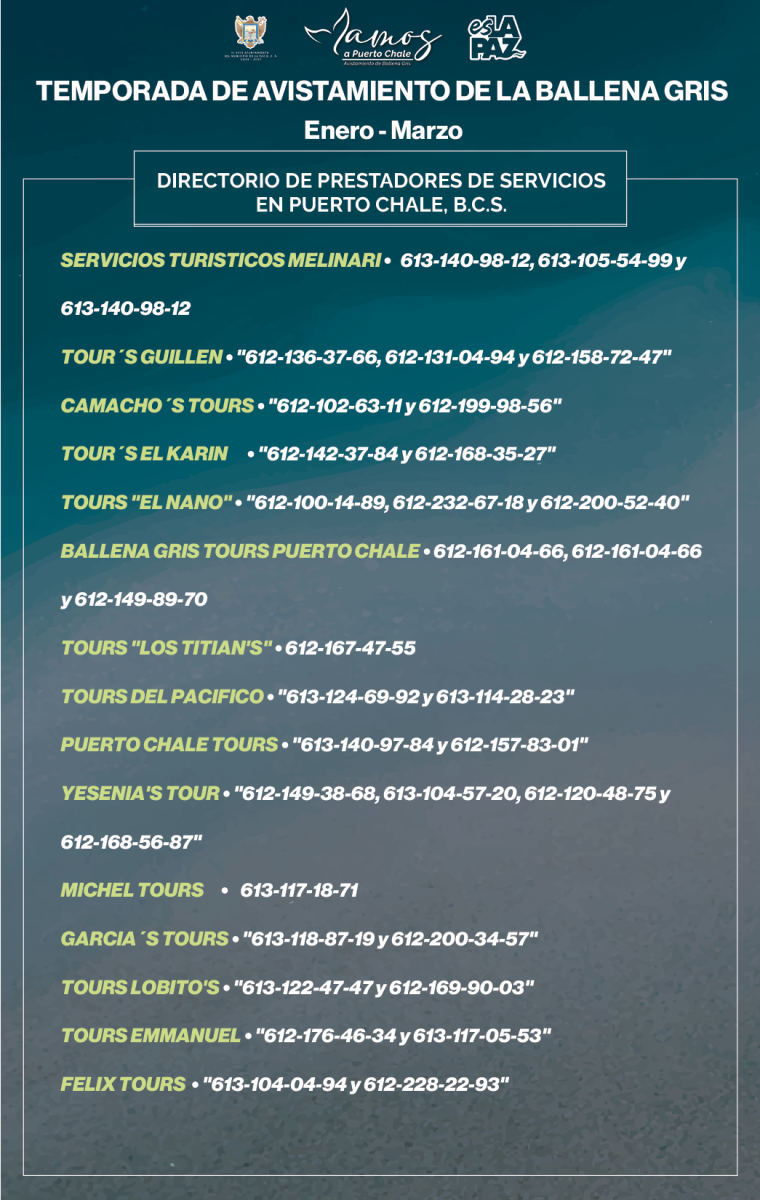 Vamos
a Puerto Chale
Avistamiento de Ballena Gris
es LA
PAZ
TEMPORADA DE AVISTAMIENTO DE LA BALLENA GRIS
Enero - Marzo
DIRECTORIO DE PRESTADORES DE SERVICIOS
EN PUERTO CHALE, B.C.S.
SERVICIOS TURISTICOS MELINARI • 613-140-98-12, 613-105-54-99 y
613-140-98-12
TOUR´S GUILLEN • "612-136-37-66, 612-131-04-94 y 612-158-72-47"
CAMACHO´S TOURS • "612-102-63-11 y 612-199-98-56"
TOUR´S EL KARIN • "612-142-37-84 y 612-168-35-27"
TOURS "EL NANO" • "612-100-14-89, 612-232-67-18 y 612-200-52-40"
BALLENA GRIS TOURS PUERTO CHALE • 612-161-04-66, 612-161-04-66
y 612-149-89-70
TOURS "LOS TITIAN'S" • 612-167-47-55
TOURS DEL PACIFICO • "613-124-69-92 y 613-114-28-23"
PUERTO CHALE TOURS • "613-140-97-84 y 612-157-83-01"
YESENIA'S TOUR • "612-149-38-68, 613-104-57-20, 612-120-48-75 y
612-168-56-87"
MICHEL TOURS • 613-117-18-71
GARCIA´S TOURS • "613-118-87-19 y 612-200-34-57"
TOURS LOBITO'S • "613-122-47-47 y 612-169-90-03"
TOURS EMMANUEL • "612-176-46-34 y 613-117-05-53"
FELIX TOURS • "613-104-04-94 y 612-228-22-93"